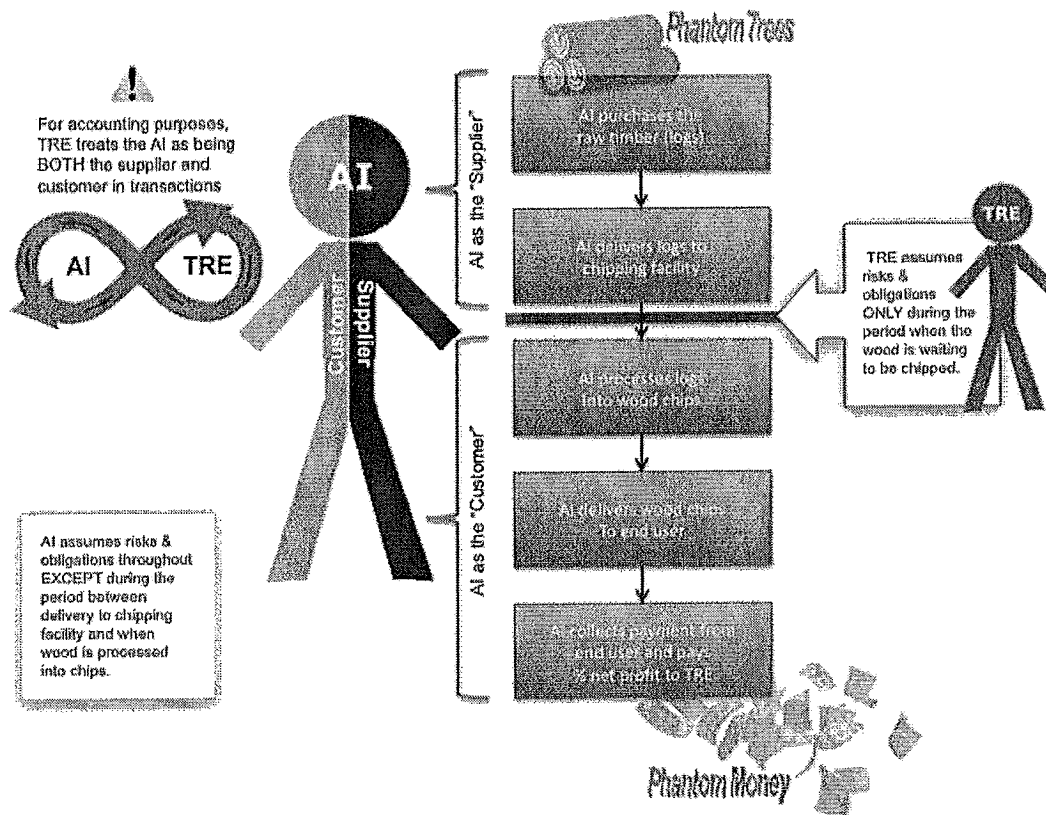 Phantom Trees
For accounting purposes,
TRE treats the AI as being
BOTH the supplier and
customer in transactions
AI
TRE
AI
Customer
Supplier
AI as the "Supplier"
AI purchases the
raw timber (logs)
AI delivers logs to
chipping facility
TRE
TRE assumes
risks &
obligations
ONLY during the
period when the
wood is waiting
to be chipped.
AI as the "Customer"
AI processes logs
into wood chips
AI delivers wood chips
To end user
AI collects payment from
end user and pays
% net profit to TRE
AI assumes risks &
obligations throughout
EXCEPT during the
period between
delivery to chipping
facility and when
wood is processed
into chips.
Phantom Money